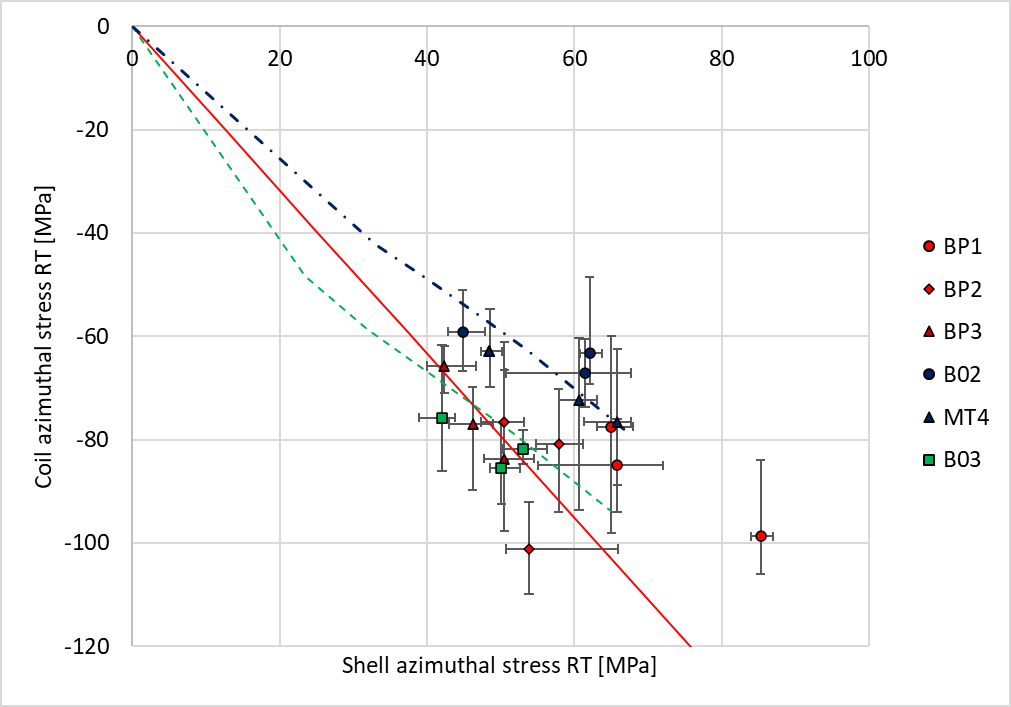 0
0
20
40
60
80
100
-20
-40
-60
-80
-100
-120
Coil azimuthal stress RT [MPa]
Shell azimuthal stress RT [MPa]
BP1
BP2
BP3
B02
MT4
B03